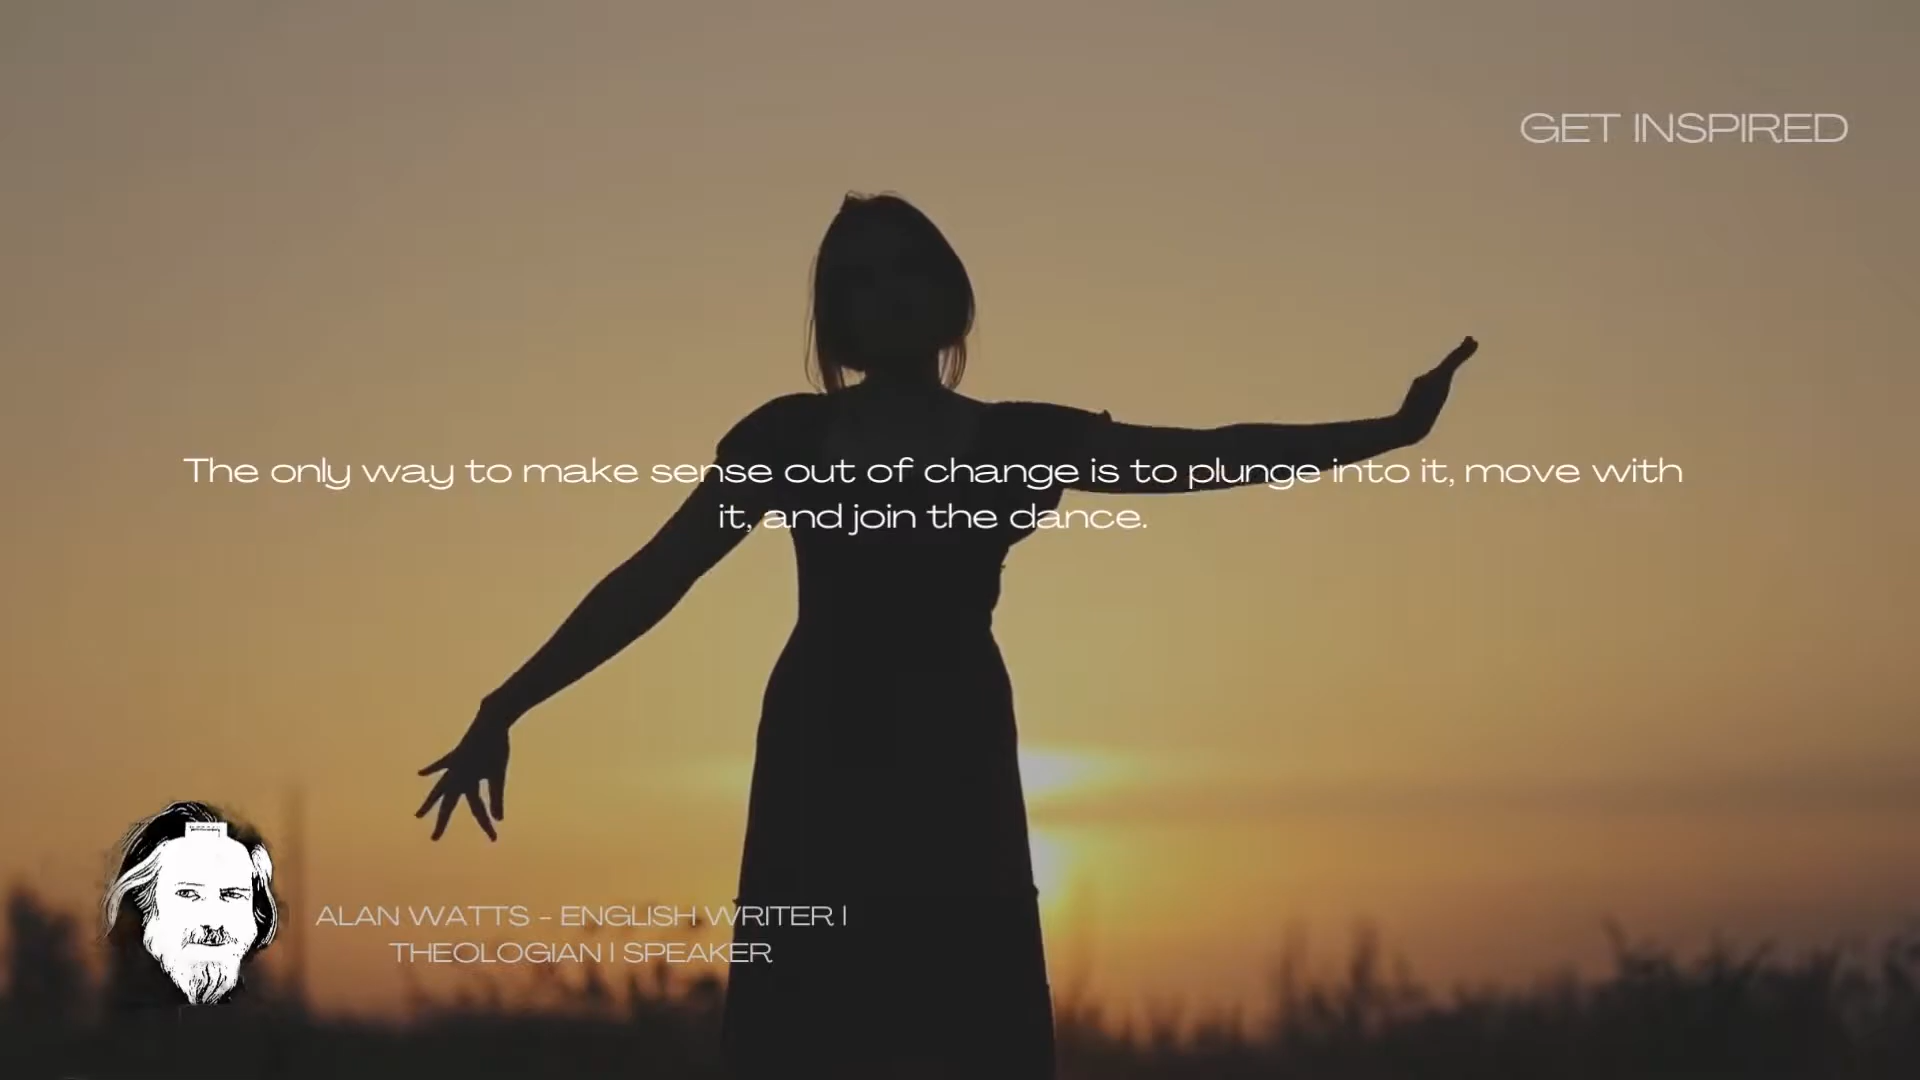 GET INSPIRED
The only way to make sense out of change is to plunge into it, move with
it, and join the dance.
ALAN WATTS - ENGLISH WRITER |
THEOLOGIAN | SPEAKER